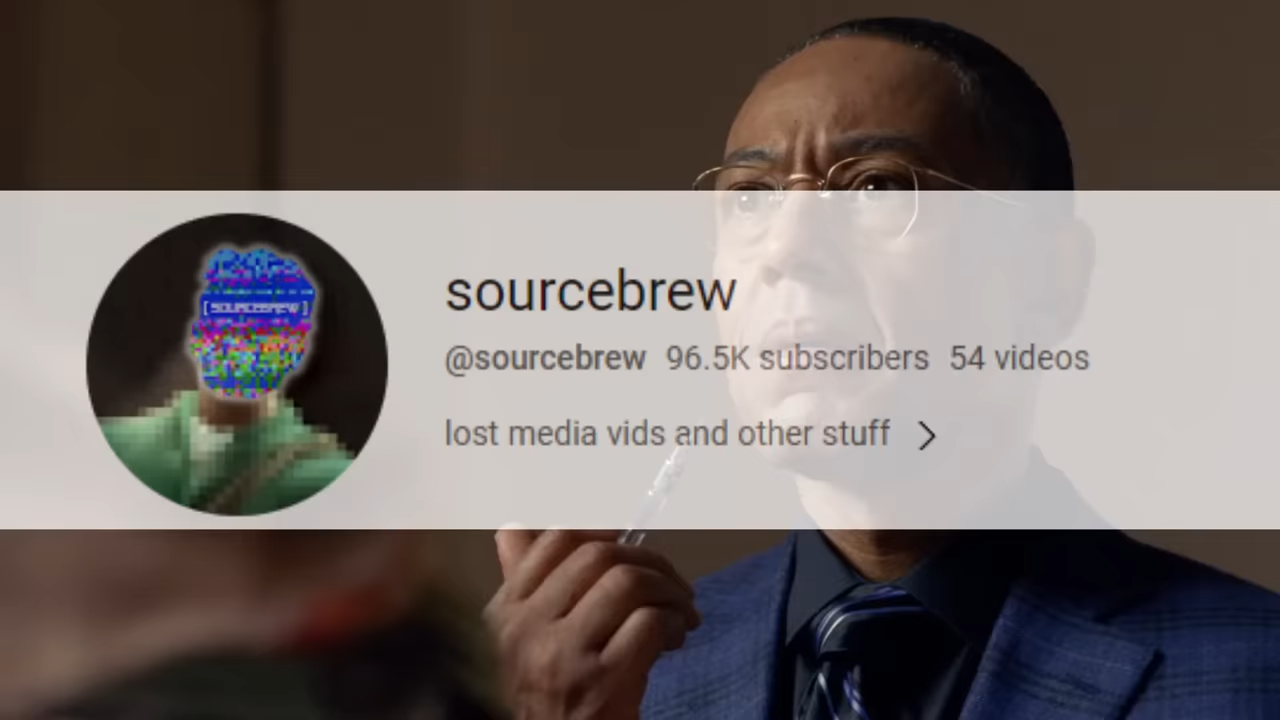 [SOURCEBREW]
sourcebrew
@sourcebrew 96.5K subscribers 54 videos
lost media vids and other stuff